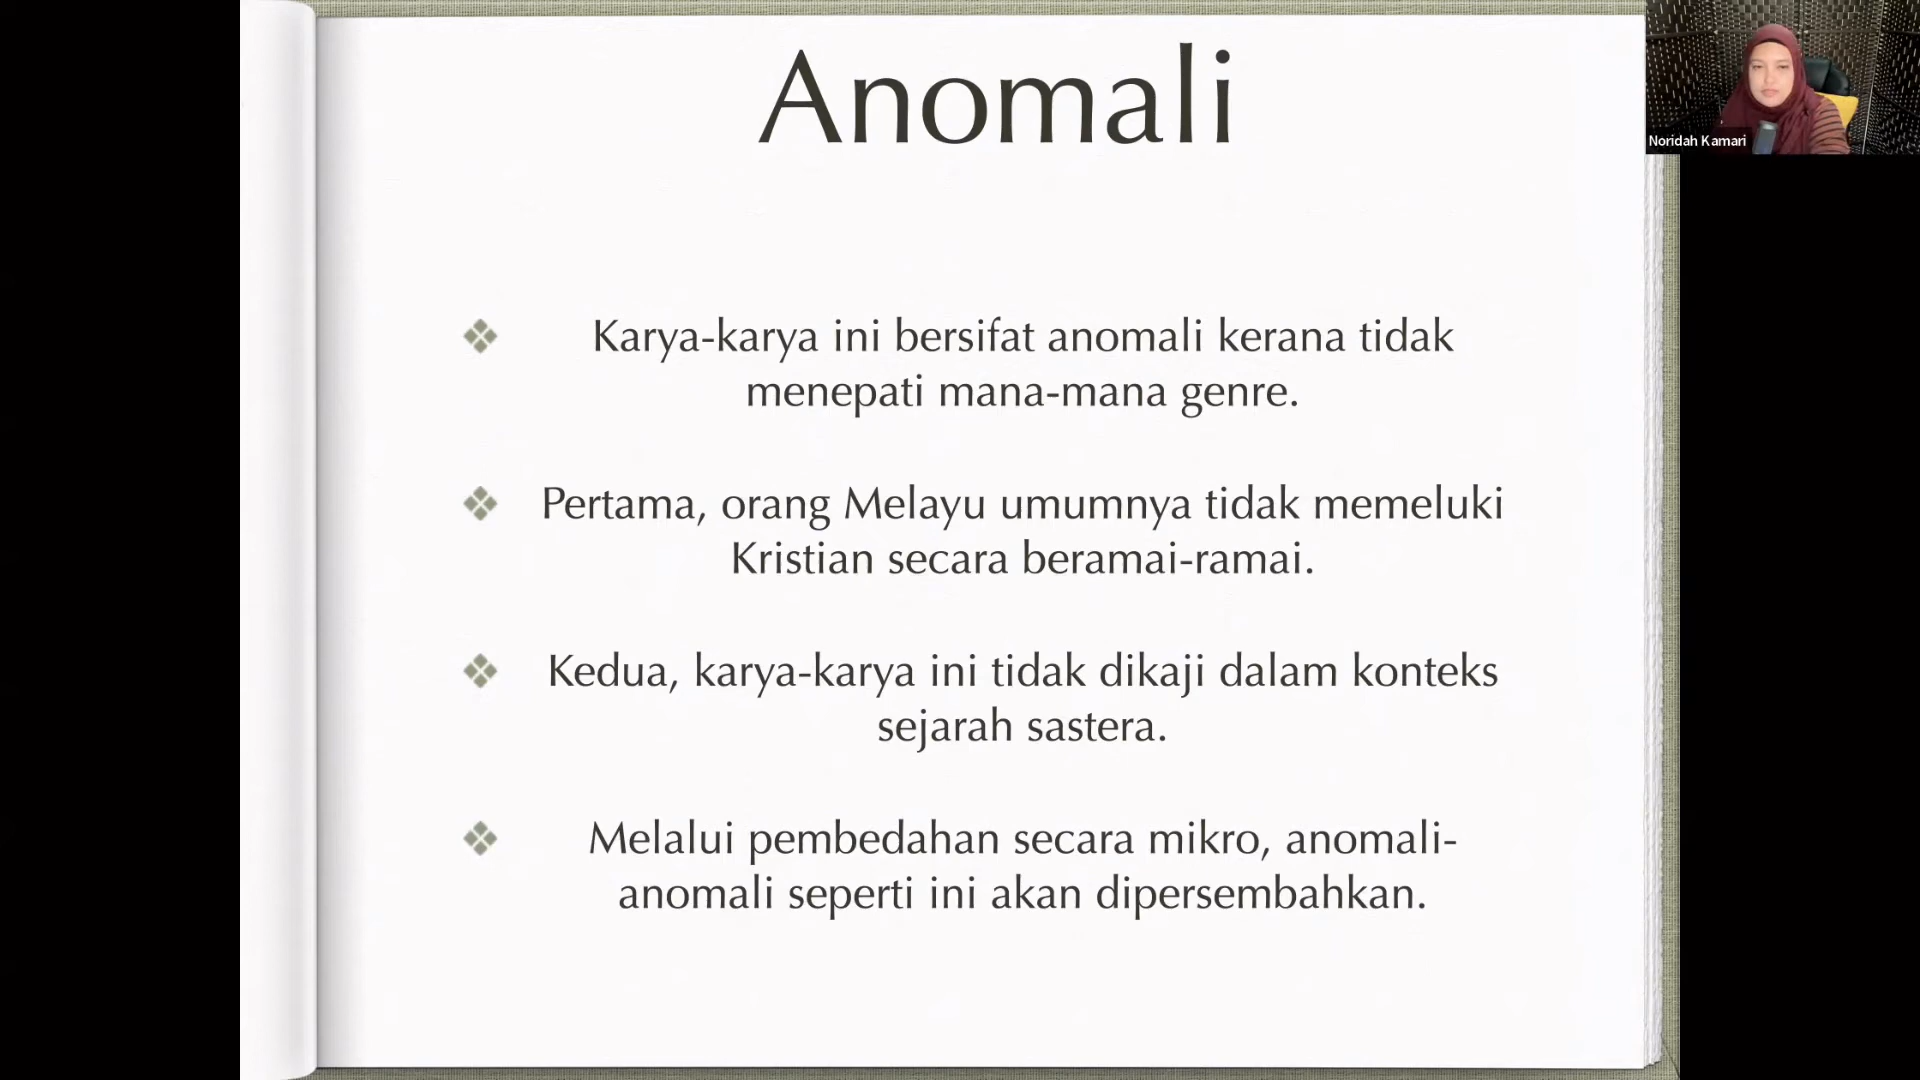 Anomali
Noridah Kamari
Karya-karya ini bersifat anomali kerana tidak
menepati mana-mana genre.
Pertama, orang Melayu umumnya tidak memeluki
Kristian secara beramai-ramai.
Kedua, karya-karya ini tidak dikaji dalam konteks
sejarah sastera.
Melalui pembedahan secara mikro, anomali-
anomali seperti ini akan dipersembahkan.